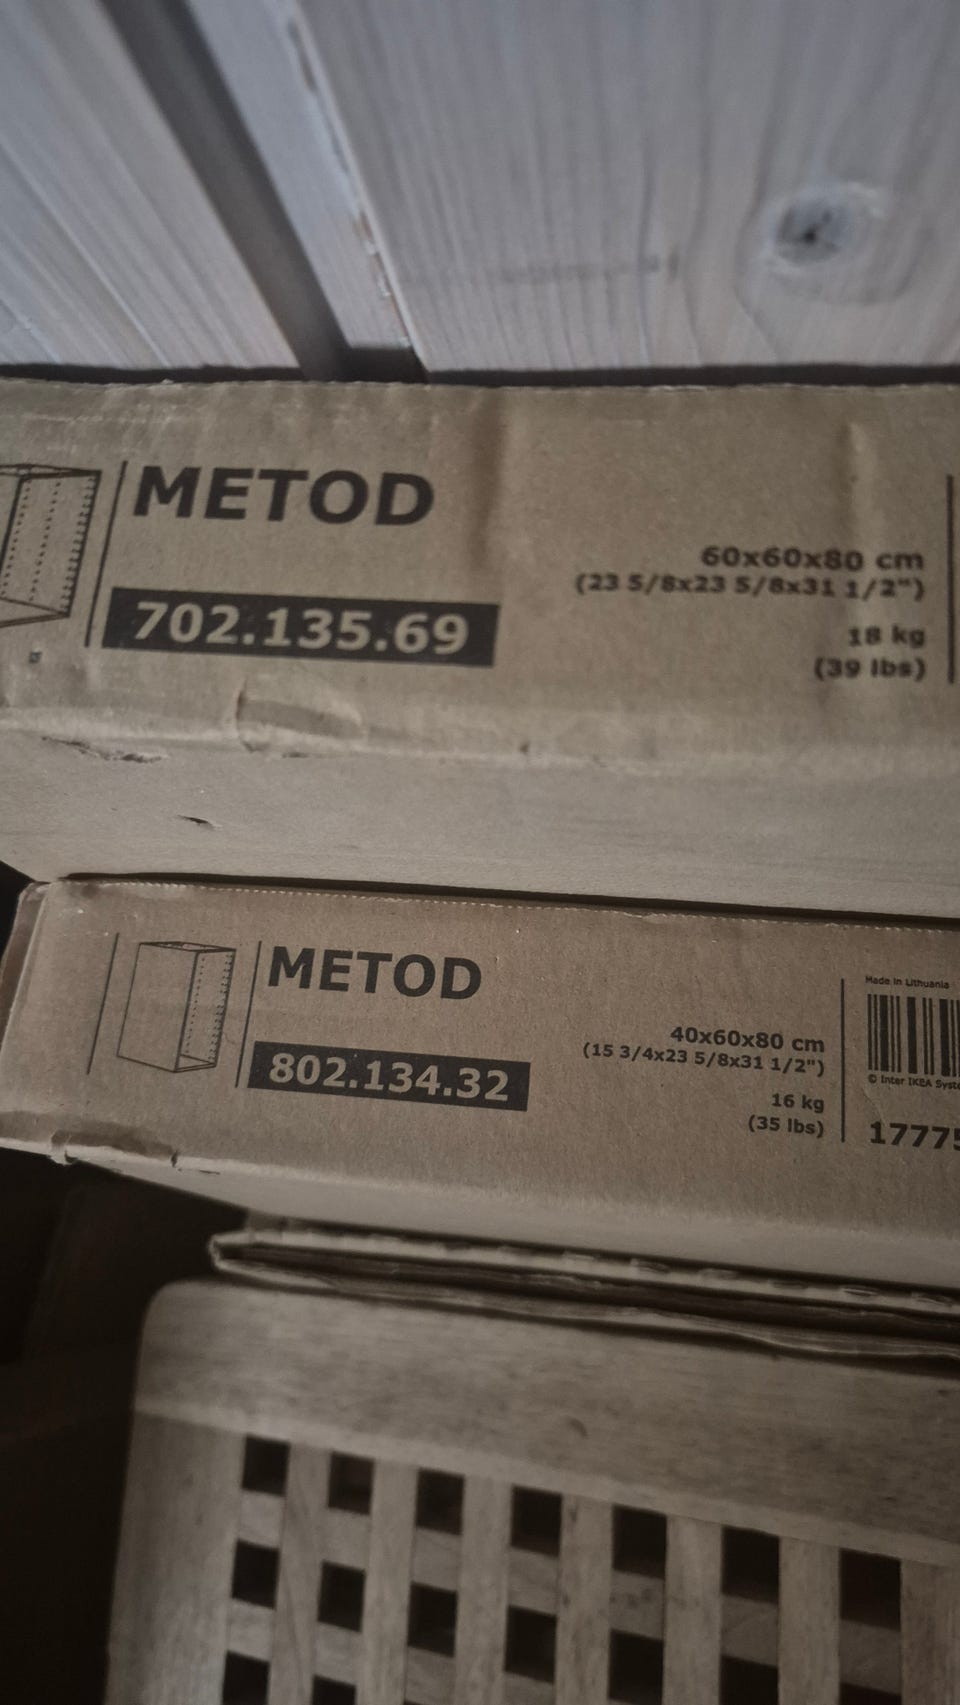 METOD
702.135.69
60x60x80 cm
(23 5/8x23 5/8x31 1/2")
18 kg
(39 lbs)
METOD
802.134.32
40x60x80 cm
(15 3/4x23 5/8x31 1/2")
16 kg
(35 lbs)
Made in Lithuania
© Inter IKEA Syste
17775